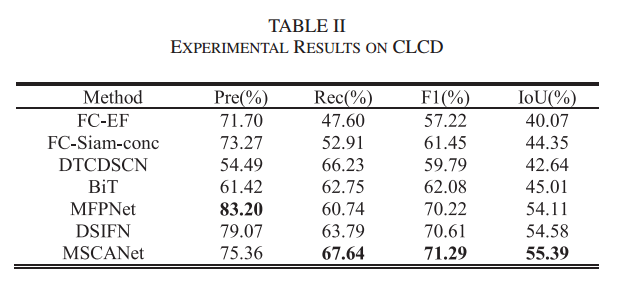 TABLE II
EXPERIMENTAL RESULTS ON CLCD
Method Pre(%) Rec(%) F1(%) IoU(%)
FC-EF 71.70 47.60 57.22 40.07
FC-Siam-conc 73.27 52.91 61.45 44.35
DTCDSCN 54.49 66.23 59.79 42.64
BiT 61.42 62.75 62.08 45.01
MFPNet 83.20 60.74 70.22 54.11
DSIFN 79.07 63.79 70.61 54.58
MSCANet 75.36 67.64 71.29 55.39